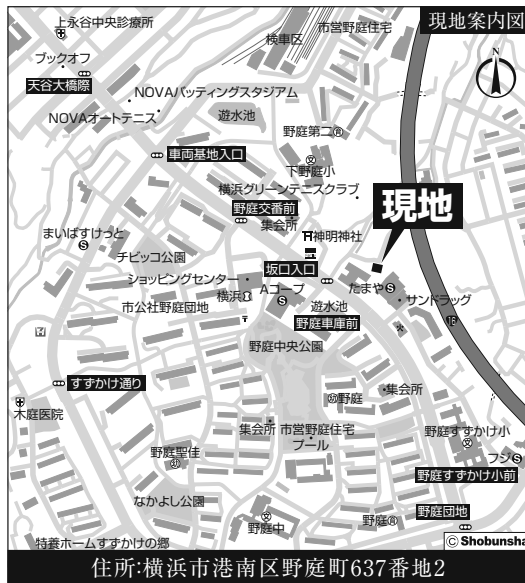 現地案内図
上永谷中央診療所
検車区
市営野庭住宅
ブックオフ
天谷大橋際
N
NOVAバッティングスタジアム
NOVAオートテニス
遊水池
野庭第二
車両基地入口
下野庭小
横浜グリーンテニスクラブ
現地
野庭交番前
集会所
神明神社
まいばすけっと
チビッコ公園
坂口入口
ショッピングセンター
たまや
横浜
Aコープ
サンドラッグ
市公社野庭団地
遊水池
野庭車庫前
16
野庭中央公園
すずかけ通り
集会所
野庭
木庭医院
集会所
市営野庭住宅
プール
野庭すずかけ小
野庭聖佳
フジ
野庭すずかけ小前
なかよし公園
野庭団地
野庭中
野庭
特養ホームすずかけの郷
© Shobunsha
住所:横浜市港南区野庭町637番地2